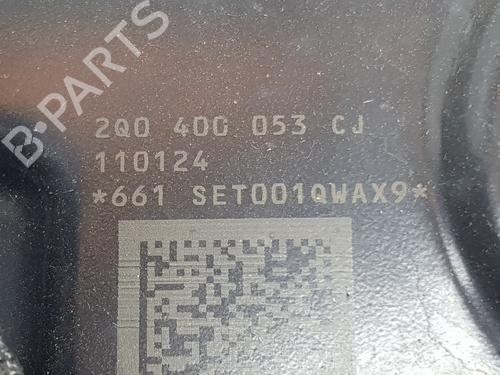 B-PARTS
2Q0 400 053 CJ
110124
*661 SET001QWAX9*